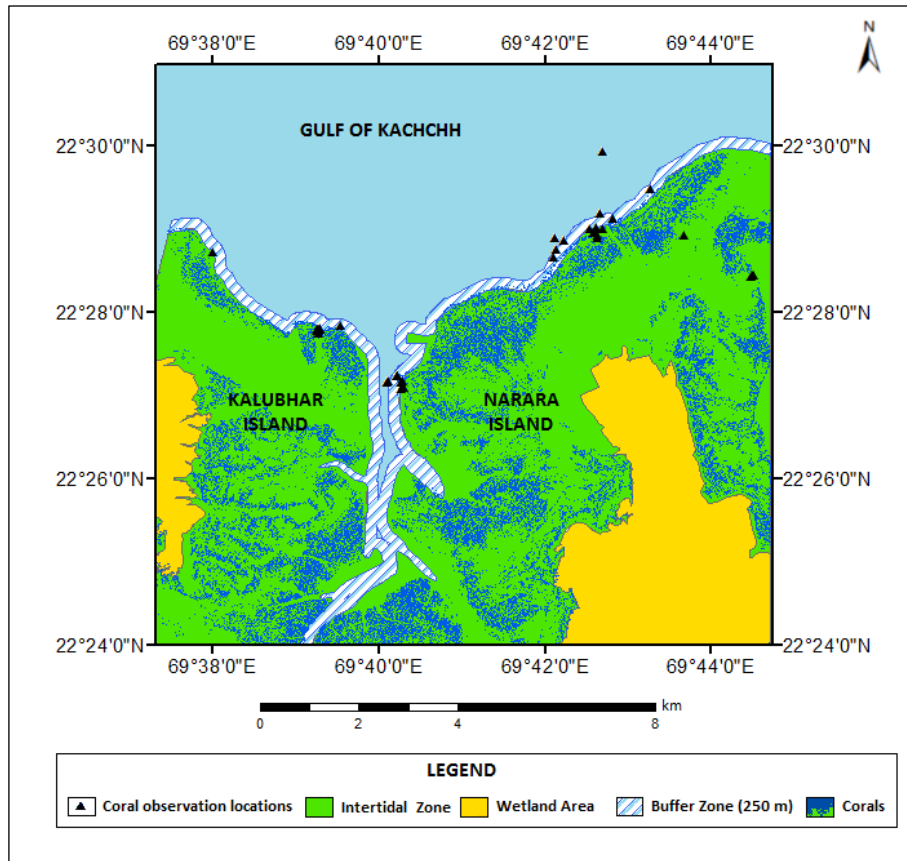 N
69°38'0"E 69°40'0"E 69°42'0"E 69°44'0"E
22°30'0"N 22°30'0"N
GULF OF KACHCHH
22°28'0"N 22°28'0"N
KALUBHAR
ISLAND
NARARA
ISLAND
22°26'0"N 22°26'0"N
22°24'0"N 22°24'0"N
69°38'0"E 69°40'0"E 69°42'0"E 69°44'0"E
km
0 2 4 8
LEGEND
Coral observation locations Intertidal Zone Wetland Area Buffer Zone (250 m) Corals